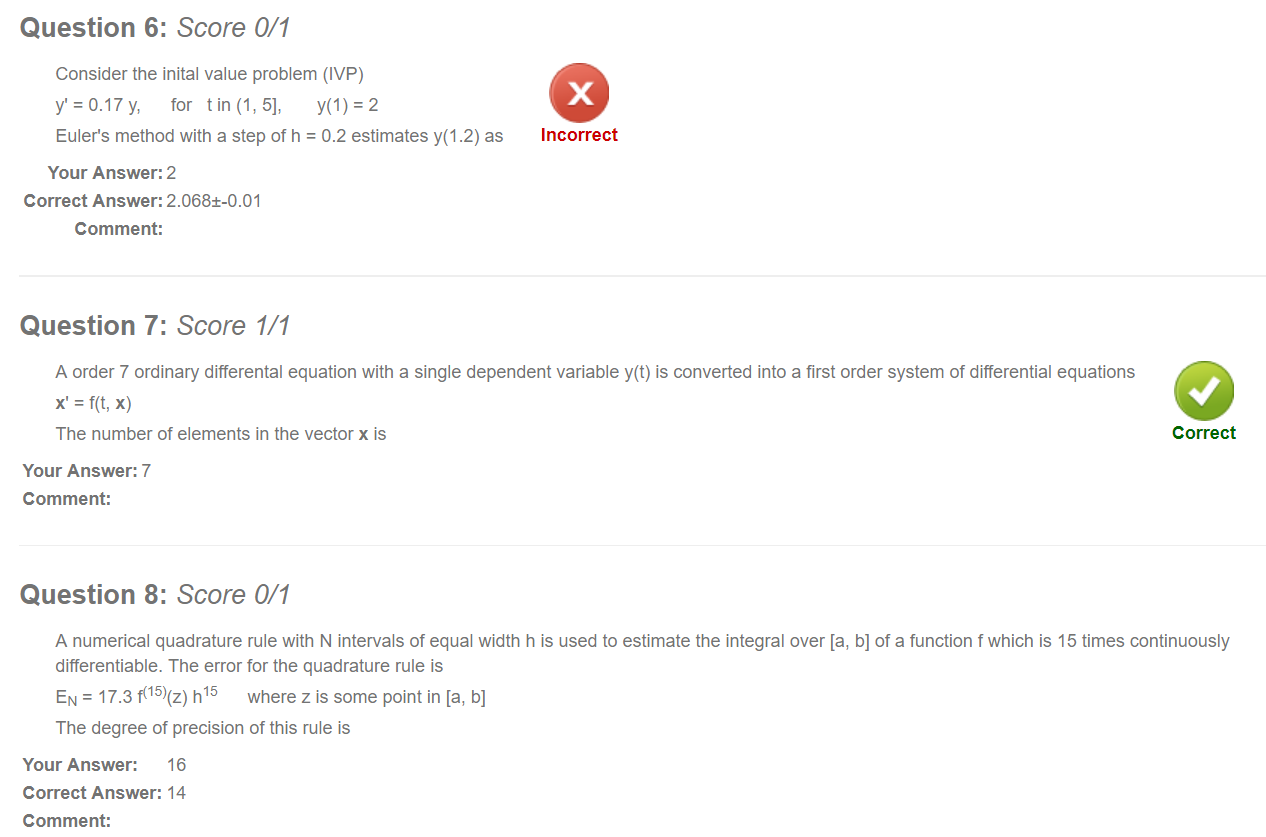 Question 6: Score 0/1
Consider the inital value problem (IVP)
y' = 0.17 y, for t in (1, 5], y(1) = 2
Euler's method with a step of h = 0.2 estimates y(1.2) as
Incorrect
Your Answer: 2
Correct Answer: 2.068±-0.01
Comment:
Question 7: Score 1/1
A order 7 ordinary differental equation with a single dependent variable y(t) is converted into a first order system of differential equations
x' = f(t, x)
The number of elements in the vector x is
Correct
Your Answer: 7
Comment:
Question 8: Score 0/1
A numerical quadrature rule with N intervals of equal width h is used to estimate the integral over [a, b] of a function f which is 15 times continuously
differentiable. The error for the quadrature rule is
E_N = 17.3 f^(15)(z) h^15 where z is some point in [a, b]
The degree of precision of this rule is
Your Answer: 16
Correct Answer: 14
Comment: